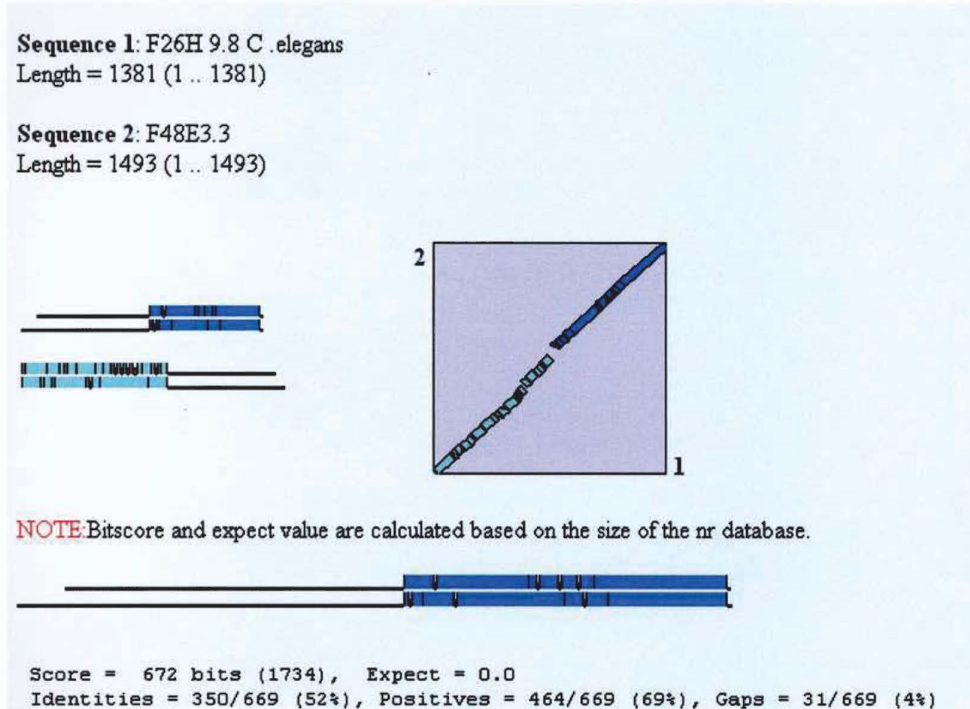 Sequence 1: F26H 9.8 C .elegans
Length = 1381 (1 .. 1381)
Sequence 2: F48E3.3
Length = 1493 (1 .. 1493)
2
1
NOTE:Bitscore and expect value are calculated based on the size of the nr database.
Score = 672 bits (1734), Expect = 0.0
Identities = 350/669 (52%), Positives = 464/669 (69%), Gaps = 31/669 (4%)